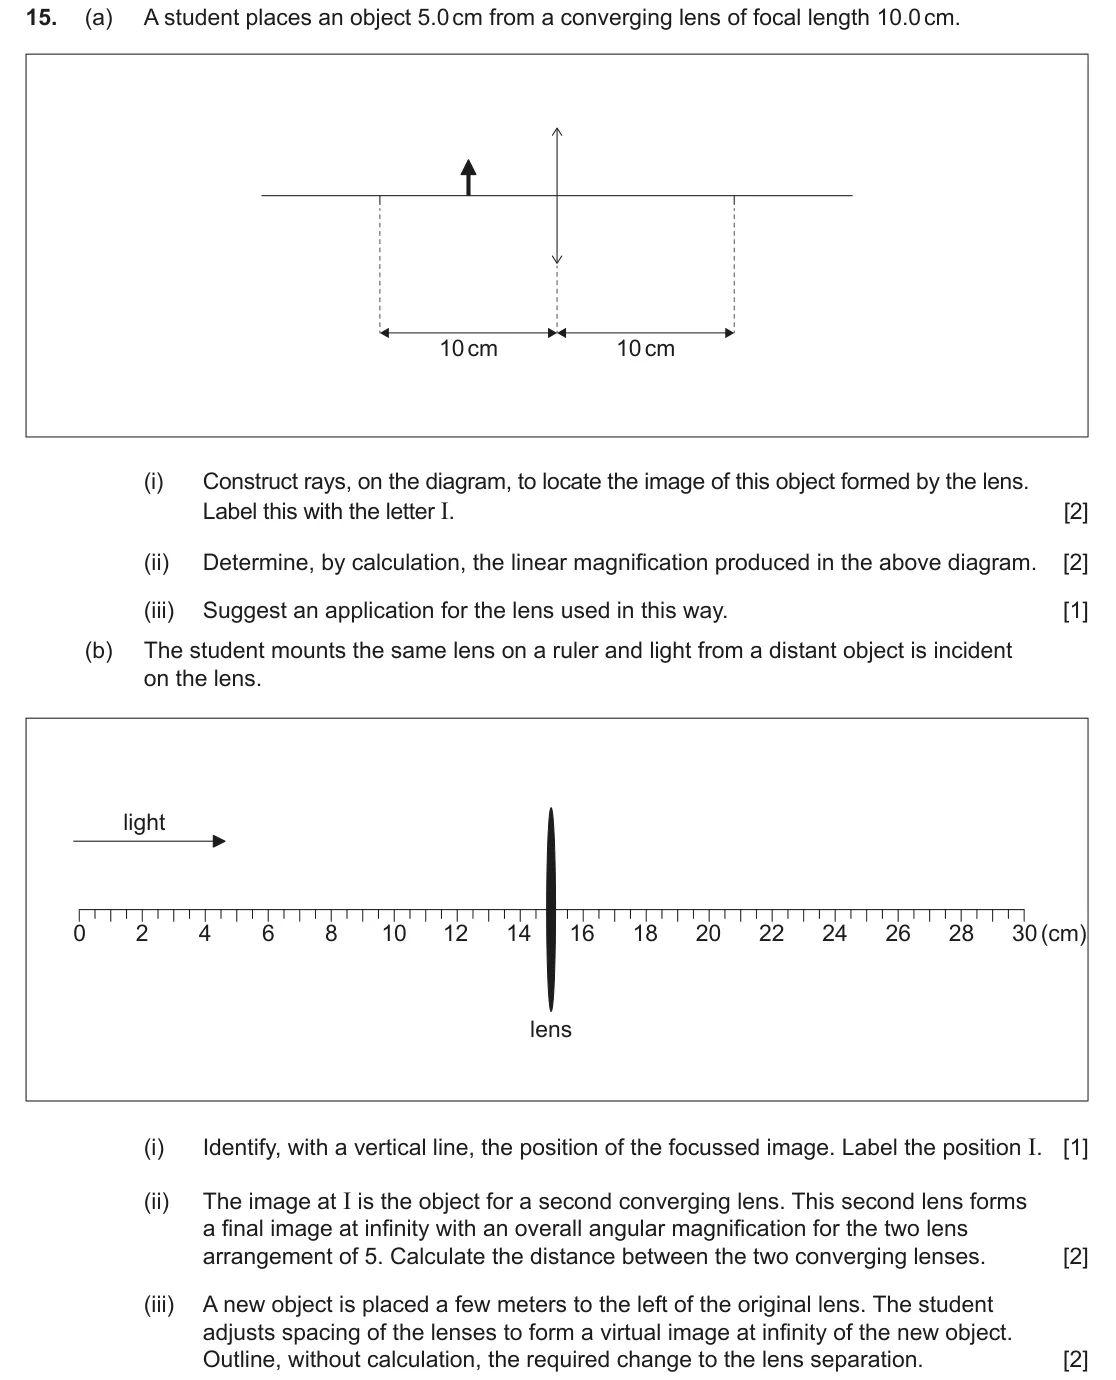 15. (a) A student places an object 5.0 cm from a converging lens of focal length 10.0 cm.
10 cm 10 cm
(i) Construct rays, on the diagram, to locate the image of this object formed by the lens.
Label this with the letter I. [2]
(ii) Determine, by calculation, the linear magnification produced in the above diagram. [2]
(iii) Suggest an application for the lens used in this way. [1]
(b) The student mounts the same lens on a ruler and light from a distant object is incident
on the lens.
light
0 2 4 6 8 10 12 14 16 18 20 22 24 26 28 30 (cm)
lens
(i) Identify, with a vertical line, the position of the focussed image. Label the position I. [1]
(ii) The image at I is the object for a second converging lens. This second lens forms
a final image at infinity with an overall angular magnification for the two lens
arrangement of 5. Calculate the distance between the two converging lenses. [2]
(iii) A new object is placed a few meters to the left of the original lens. The student
adjusts spacing of the lenses to form a virtual image at infinity of the new object.
Outline, without calculation, the required change to the lens separation. [2]